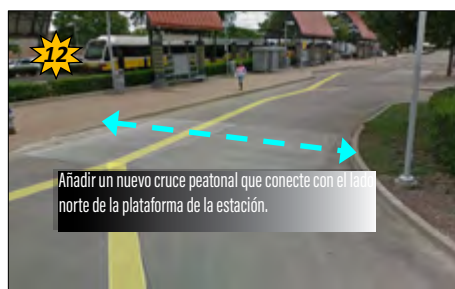 12
Añadir un nuevo cruce peatonal que conecte con el lado
norte de la plataforma de la estación.